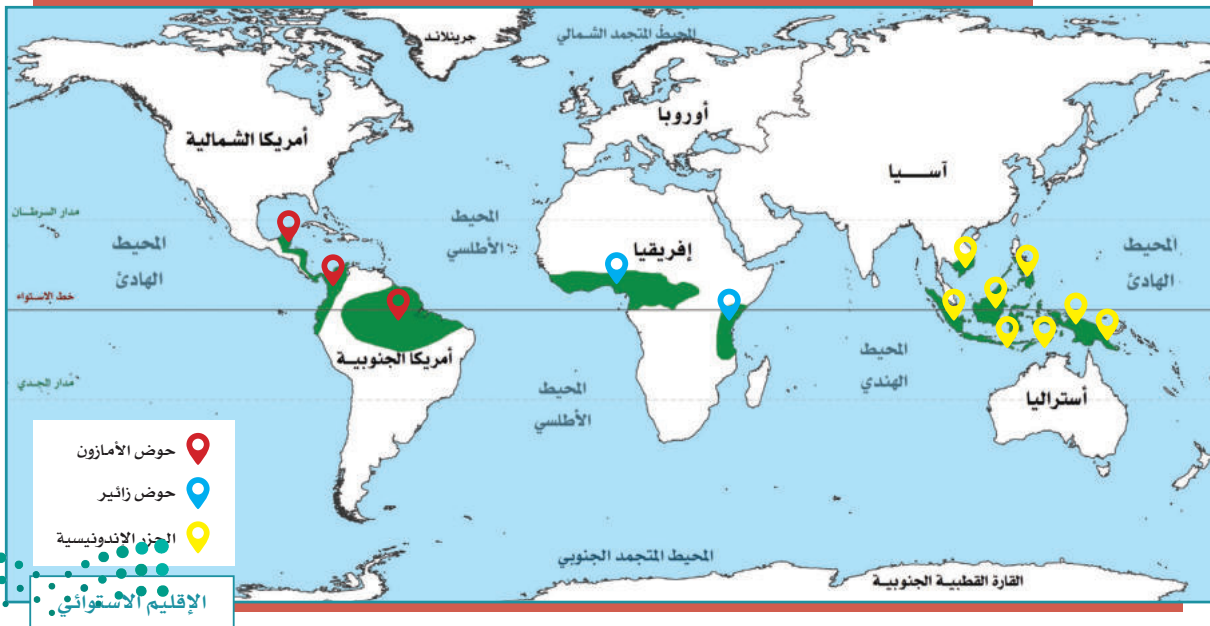 المحيط المتجمد الشمالي
جرينلاند
أوروبا
أمريكا الشمالية
آســـيا
مدار السرطـان
المحيط
الأطلسي
المحيط
الهادئ
إفريقيا
المحيط
الهادئ
خط الاستواء
أمريكا الجنوبية
المحيط
الهندي
مدار الجدي
المحيط
الأطلسي
أستراليا
حوض الأمازون
حوض زائير
الجزر الاندونيسية
المحيط المتجمد الجنوبي
القارة القطبية الجنوبية
الإقليم الاستوائي